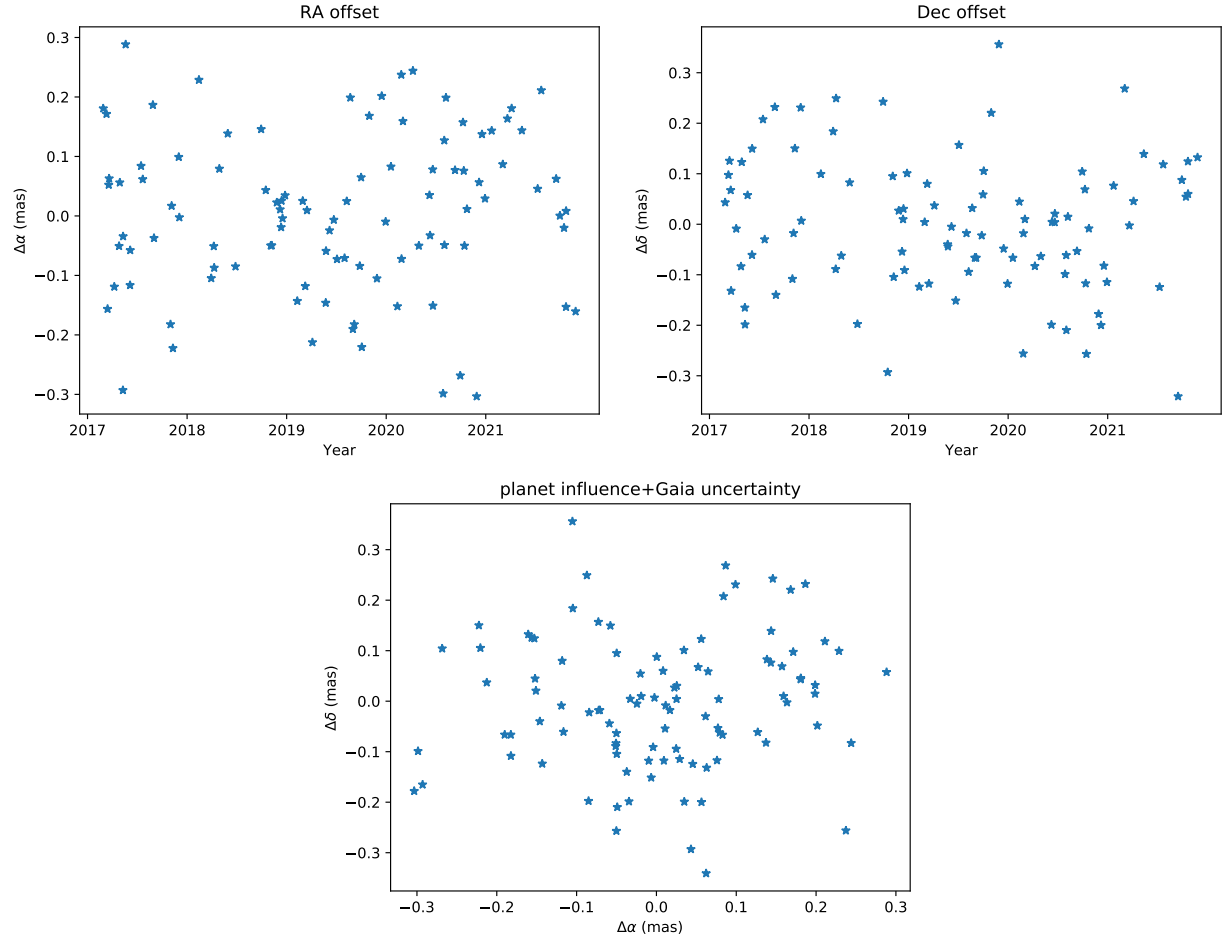 RA offset
0.3
0.2
0.1
0.0
−0.1
−0.2
−0.3
Δα (mas)
2017 2018 2019 2020 2021
Year
Dec offset
0.3
0.2
0.1
0.0
−0.1
−0.2
−0.3
Δδ (mas)
2017 2018 2019 2020 2021
Year
planet influence+Gaia uncertainty
0.3
0.2
0.1
0.0
−0.1
−0.2
−0.3
Δδ (mas)
−0.3 −0.2 −0.1 0.0 0.1 0.2 0.3
Δα (mas)